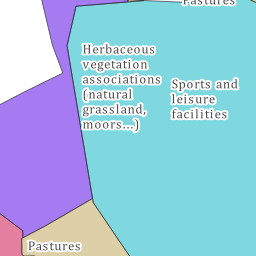 Pastures
Herbaceous
vegetation
associations
(natural
grassland,
moors...)
Sports and
leisure
facilities
Pastures